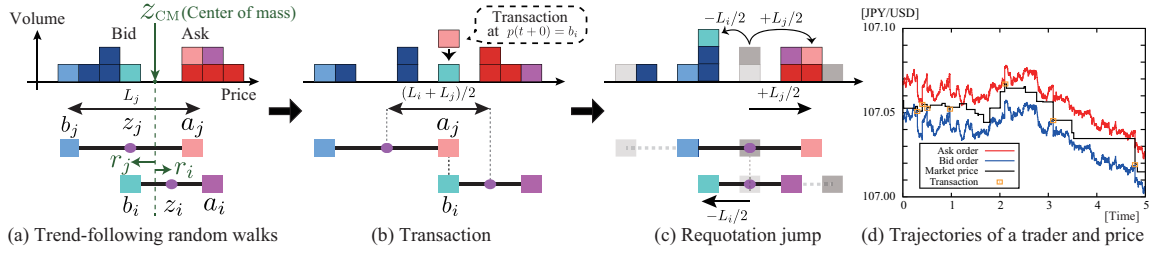 z_CM (Center of mass)
Volume
Bid
Ask
Price
L_j
b_j
z_j
a_j
r_j
r_i
b_i
z_i
a_i
(a) Trend-following random walks
Transaction
at p(t+0) = b_i
(L_i + L_j)/2
a_j
b_i
(b) Transaction
−L_i/2
+L_j/2
+L_j/2
−L_i/2
(c) Requotation jump
[JPY/USD]
107.10
107.05
107.00
Ask order
Bid order
Market price
Transaction
0
1
2
3
4
5
[Time]
(d) Trajectories of a trader and price